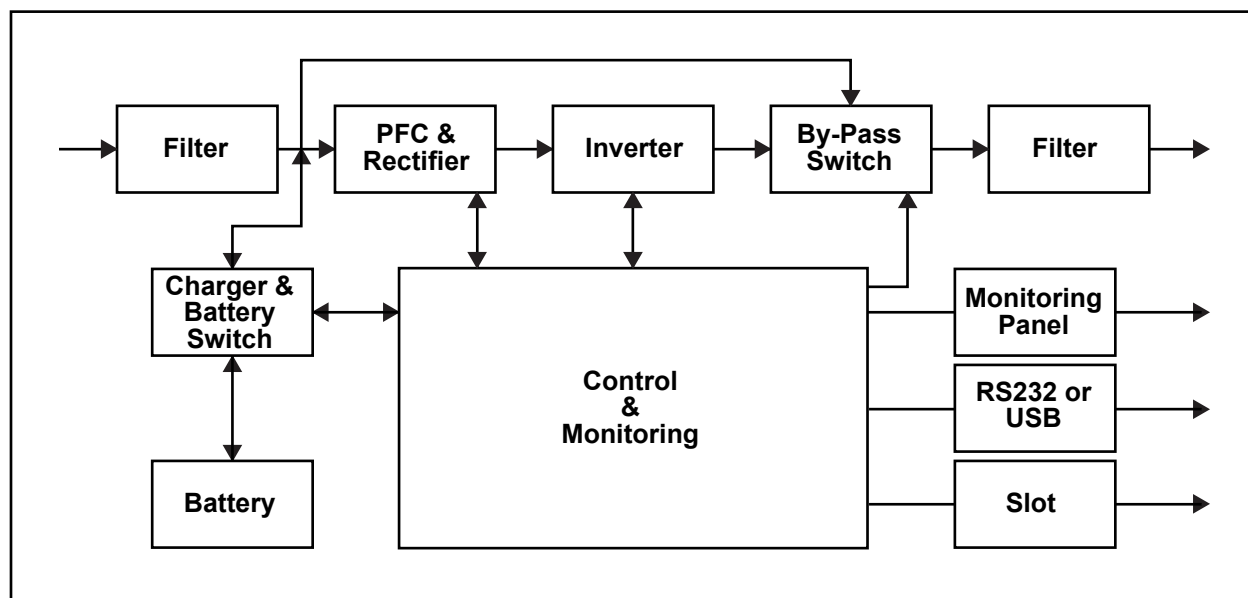 Filter
PFC &
Rectifier
Inverter
By-Pass
Switch
Filter
Charger &
Battery
Switch
Control
&
Monitoring
Monitoring
Panel
RS232 or
USB
Battery
Slot